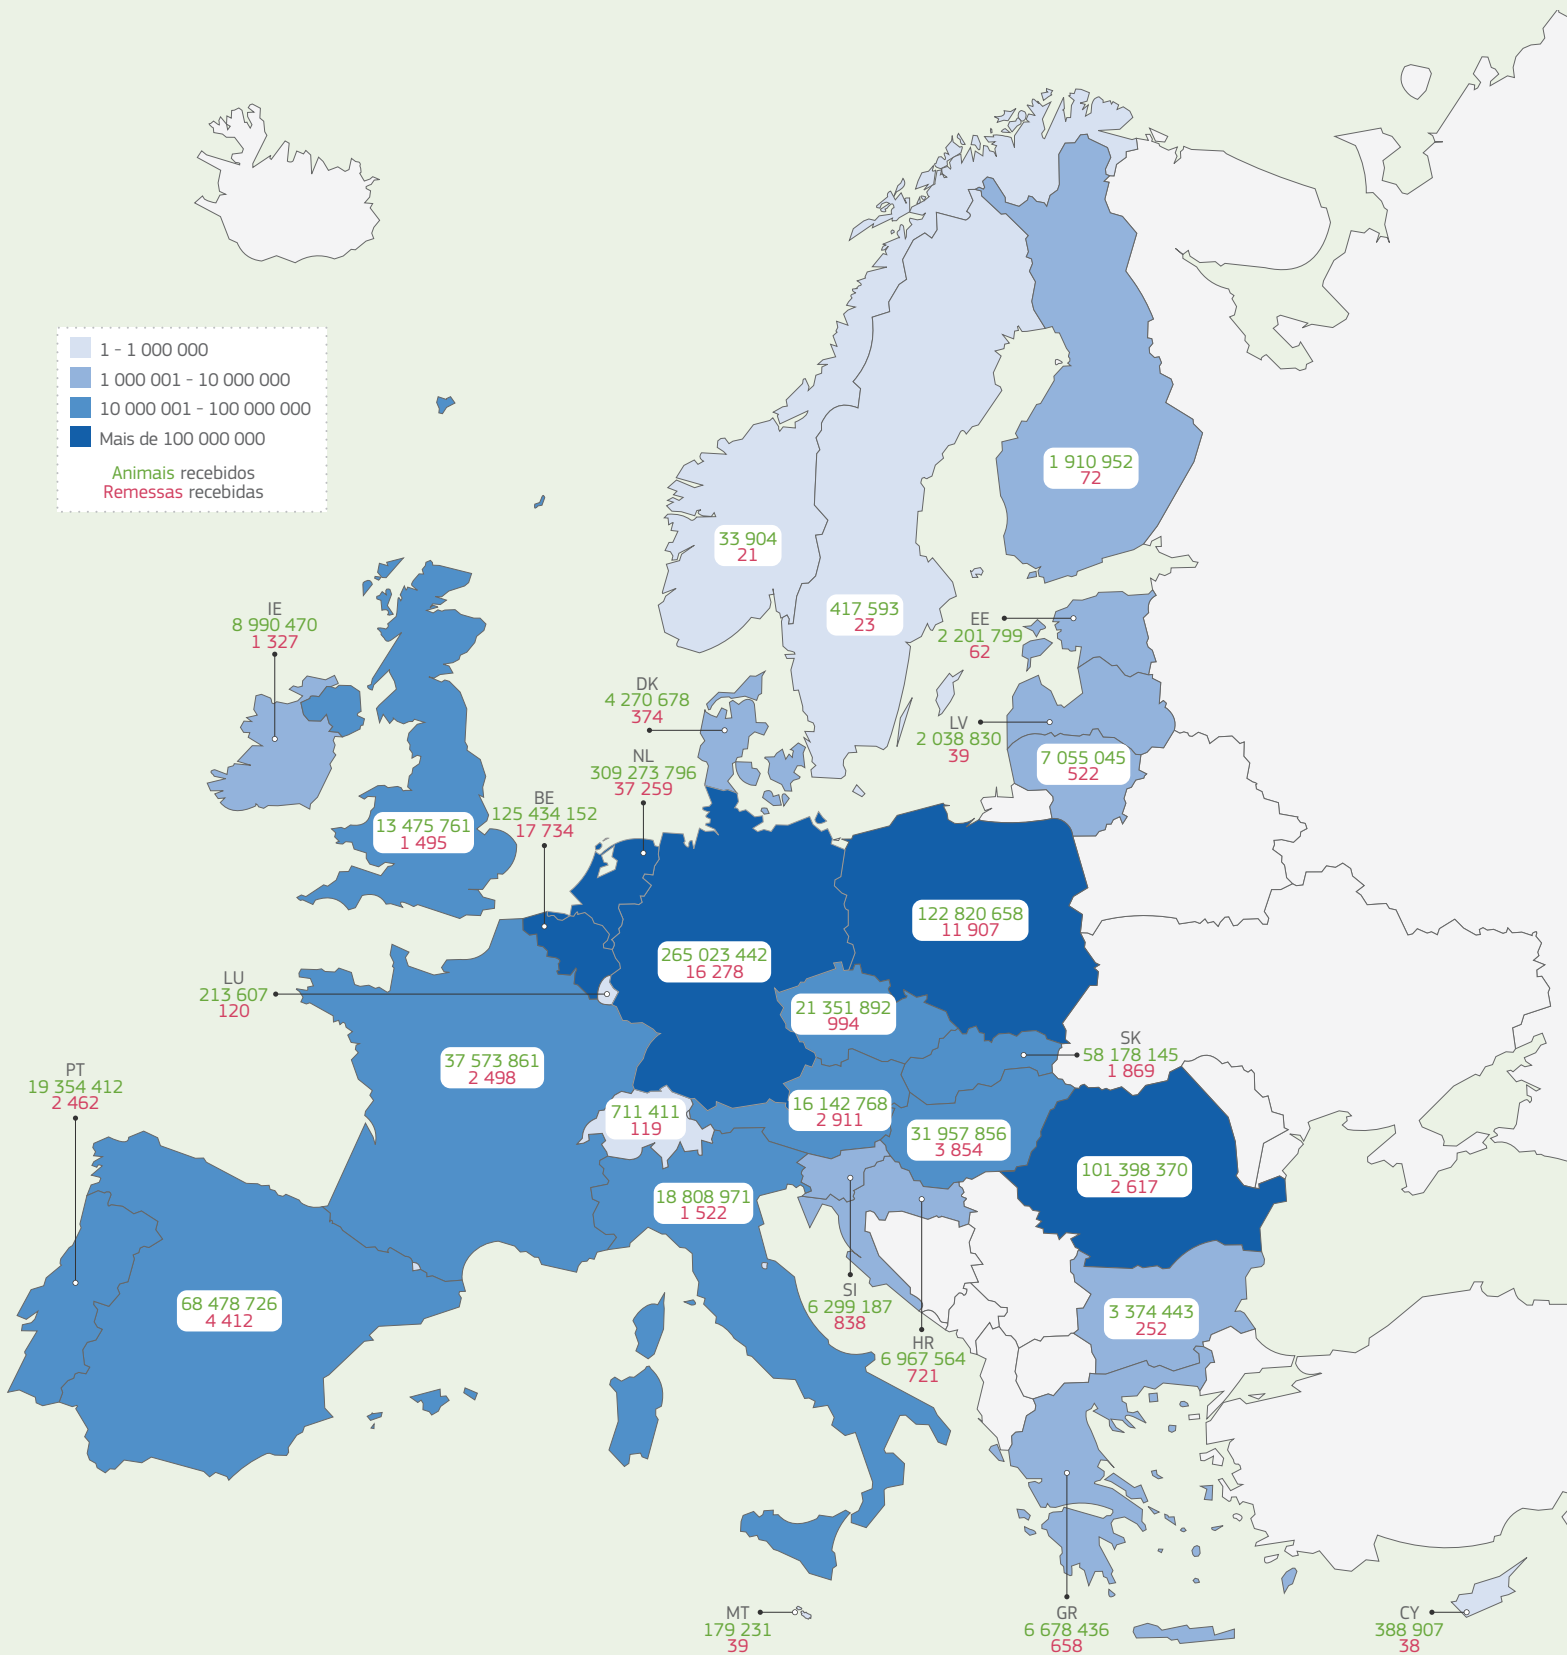 1 - 1 000 000
1 000 001 - 10 000 000
10 000 001 - 100 000 000
Mais de 100 000 000
Animais recebidos
Remessas recebidas
1 910 952
72
33 904
21
417 593
23
IE
8 990 470
1 327
EE
2 201 799
62
DK
4 270 678
374
LV
2 038 830
39
7 055 045
522
NL
309 273 796
37 259
BE
125 434 152
17 734
13 475 761
1 495
122 820 658
11 907
265 023 442
16 278
LU
213 607
120
21 351 892
994
SK
58 178 145
1 869
37 573 861
2 498
PT
19 354 412
2 462
711 411
119
16 142 768
2 911
31 957 856
3 854
101 398 370
2 617
18 808 971
1 522
68 478 726
4 412
SI
6 299 187
838
HR
6 967 564
721
3 374 443
252
MT
179 231
39
GR
6 678 436
658
CY
388 907
38